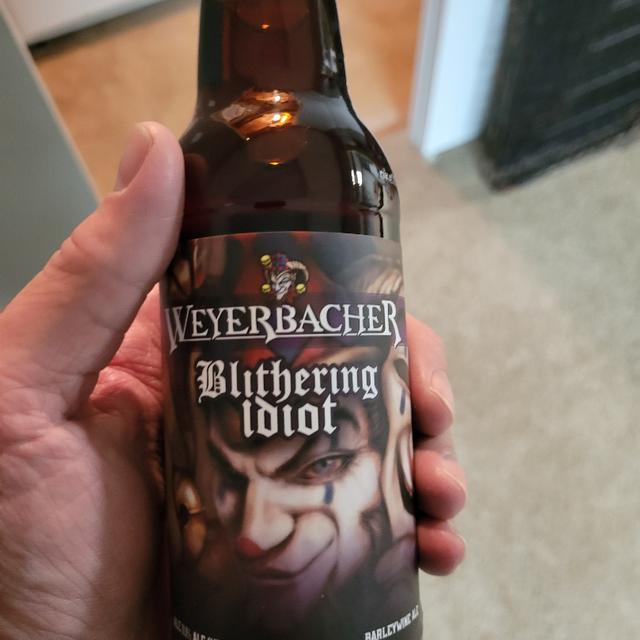 WEYERBACHER
Blithering
idiot
BARLEYWINE ALE